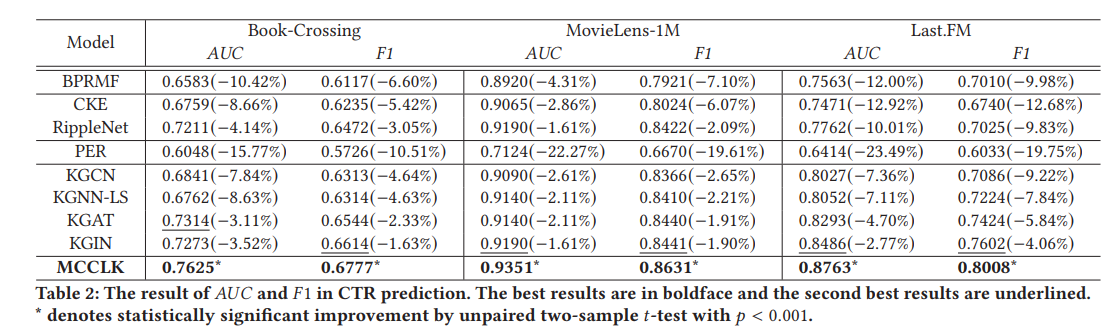 Model Book-Crossing MovieLens-1M Last.FM
AUC F1 AUC F1 AUC F1
BPRMF 0.6583(−10.42%) 0.6117(−6.60%) 0.8920(−4.31%) 0.7921(−7.10%) 0.7563(−12.00%) 0.7010(−9.98%)
CKE 0.6759(−8.66%) 0.6235(−5.42%) 0.9065(−2.86%) 0.8024(−6.07%) 0.7471(−12.92%) 0.6740(−12.68%)
RippleNet 0.7211(−4.14%) 0.6472(−3.05%) 0.9190(−1.61%) 0.8422(−2.09%) 0.7762(−10.01%) 0.7025(−9.83%)
PER 0.6048(−15.77%) 0.5726(−10.51%) 0.7124(−22.27%) 0.6670(−19.61%) 0.6414(−23.49%) 0.6033(−19.75%)
KGCN 0.6841(−7.84%) 0.6313(−4.64%) 0.9090(−2.61%) 0.8366(−2.65%) 0.8027(−7.36%) 0.7086(−9.22%)
KGNN-LS 0.6762(−8.63%) 0.6314(−4.63%) 0.9140(−2.11%) 0.8410(−2.21%) 0.8052(−7.11%) 0.7224(−7.84%)
KGAT 0.7314(−3.11%) 0.6544(−2.33%) 0.9140(−2.11%) 0.8440(−1.91%) 0.8293(−4.70%) 0.7424(−5.84%)
KGIN 0.7273(−3.52%) 0.6614(−1.63%) 0.9190(−1.61%) 0.8441(−1.90%) 0.8486(−2.77%) 0.7602(−4.06%)
MCCLK 0.7625* 0.6777* 0.9351* 0.8631* 0.8763* 0.8008*
Table 2: The result of AUC and F1 in CTR prediction. The best results are in boldface and the second best results are underlined.
* denotes statistically significant improvement by unpaired two-sample t-test with p < 0.001.